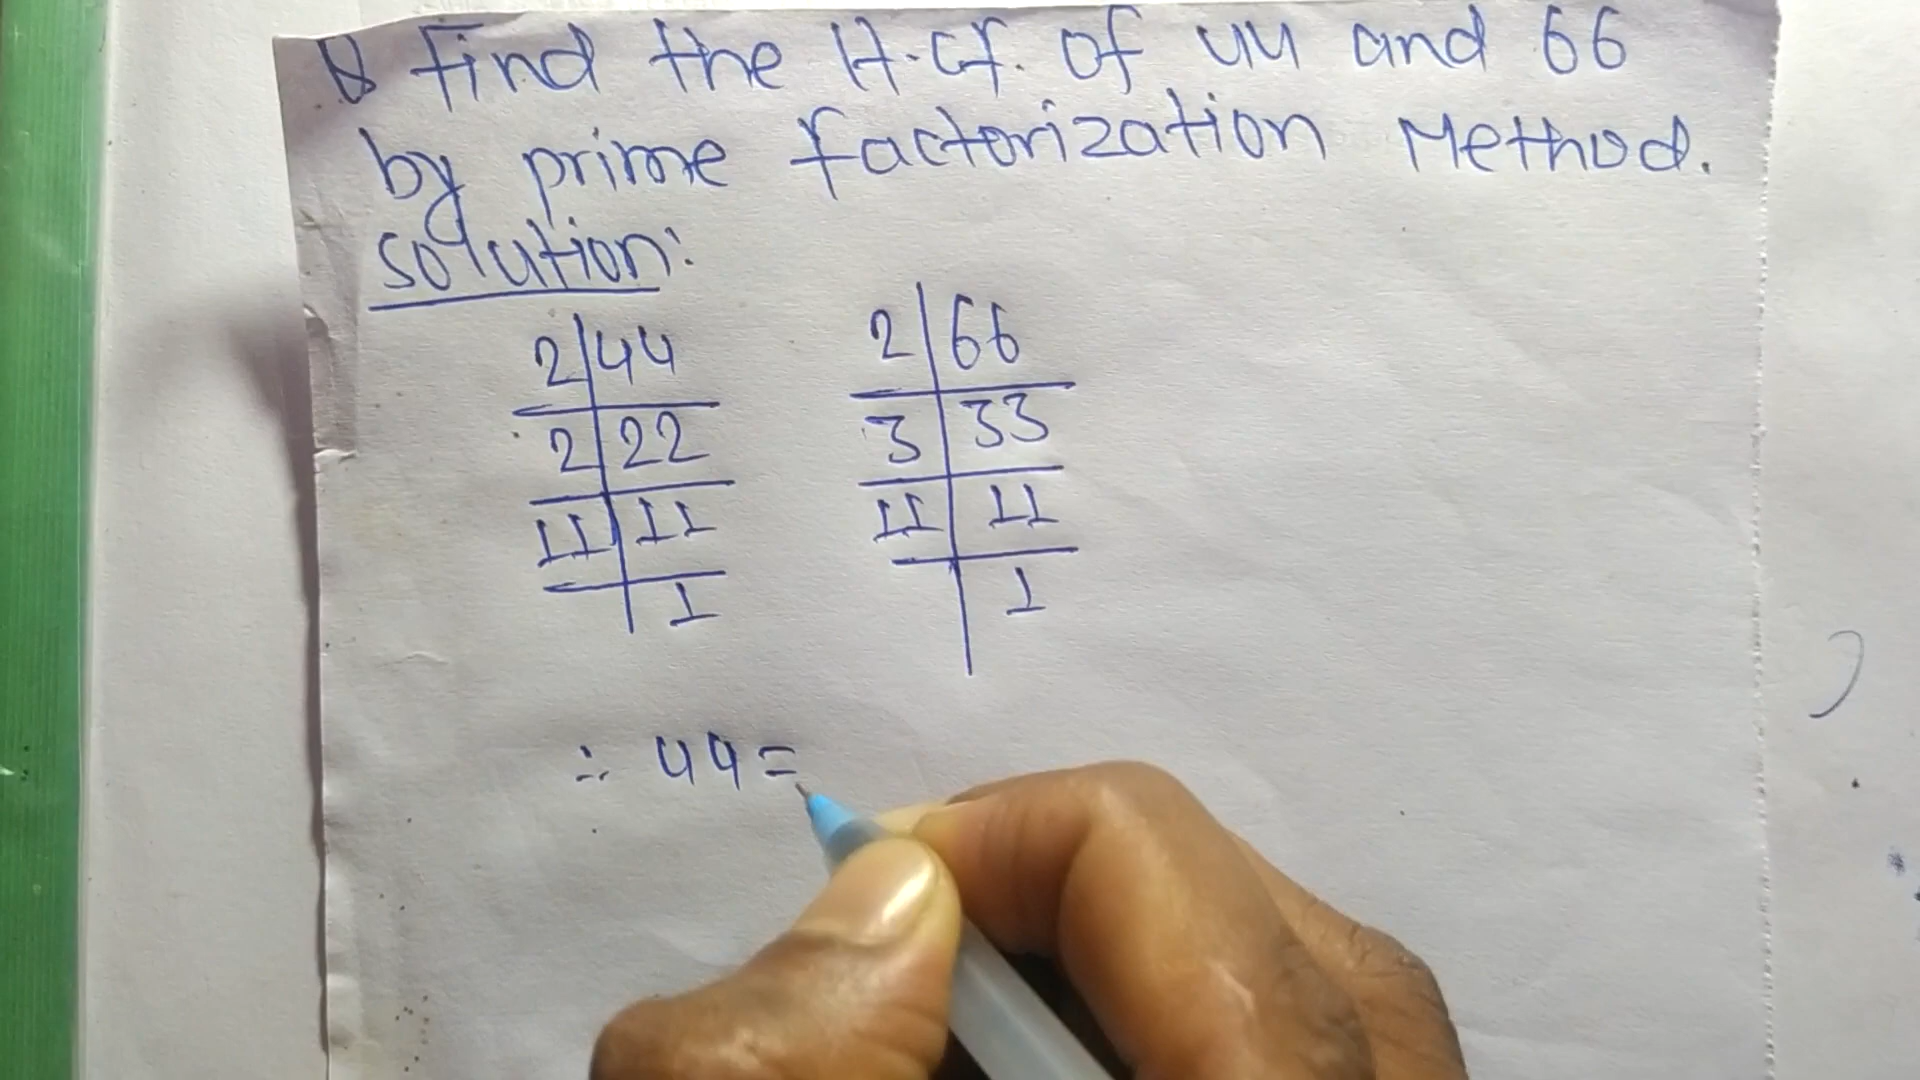 Q Find the H.C.F. of 44 and 66
by prime factorization Method.
solution:
2 | 44
2 | 22
11 | 11
1
2 | 66
3 | 33
11 | 11
1
∴ 44 =